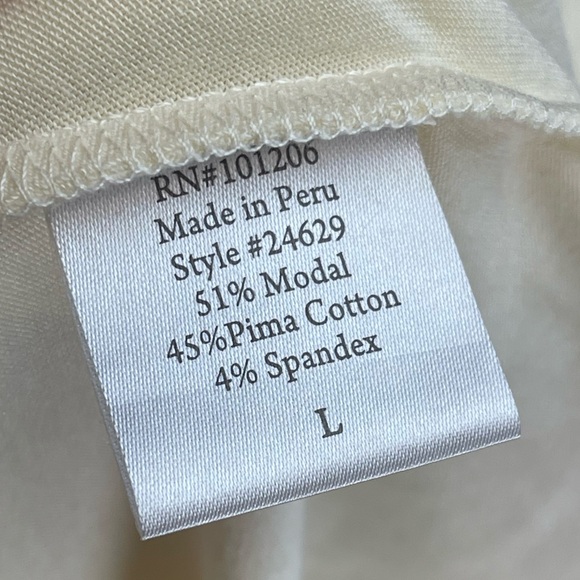 RN#101206
Made in Peru
Style #24629
51% Modal
45%Pima Cotton
4% Spandex
L